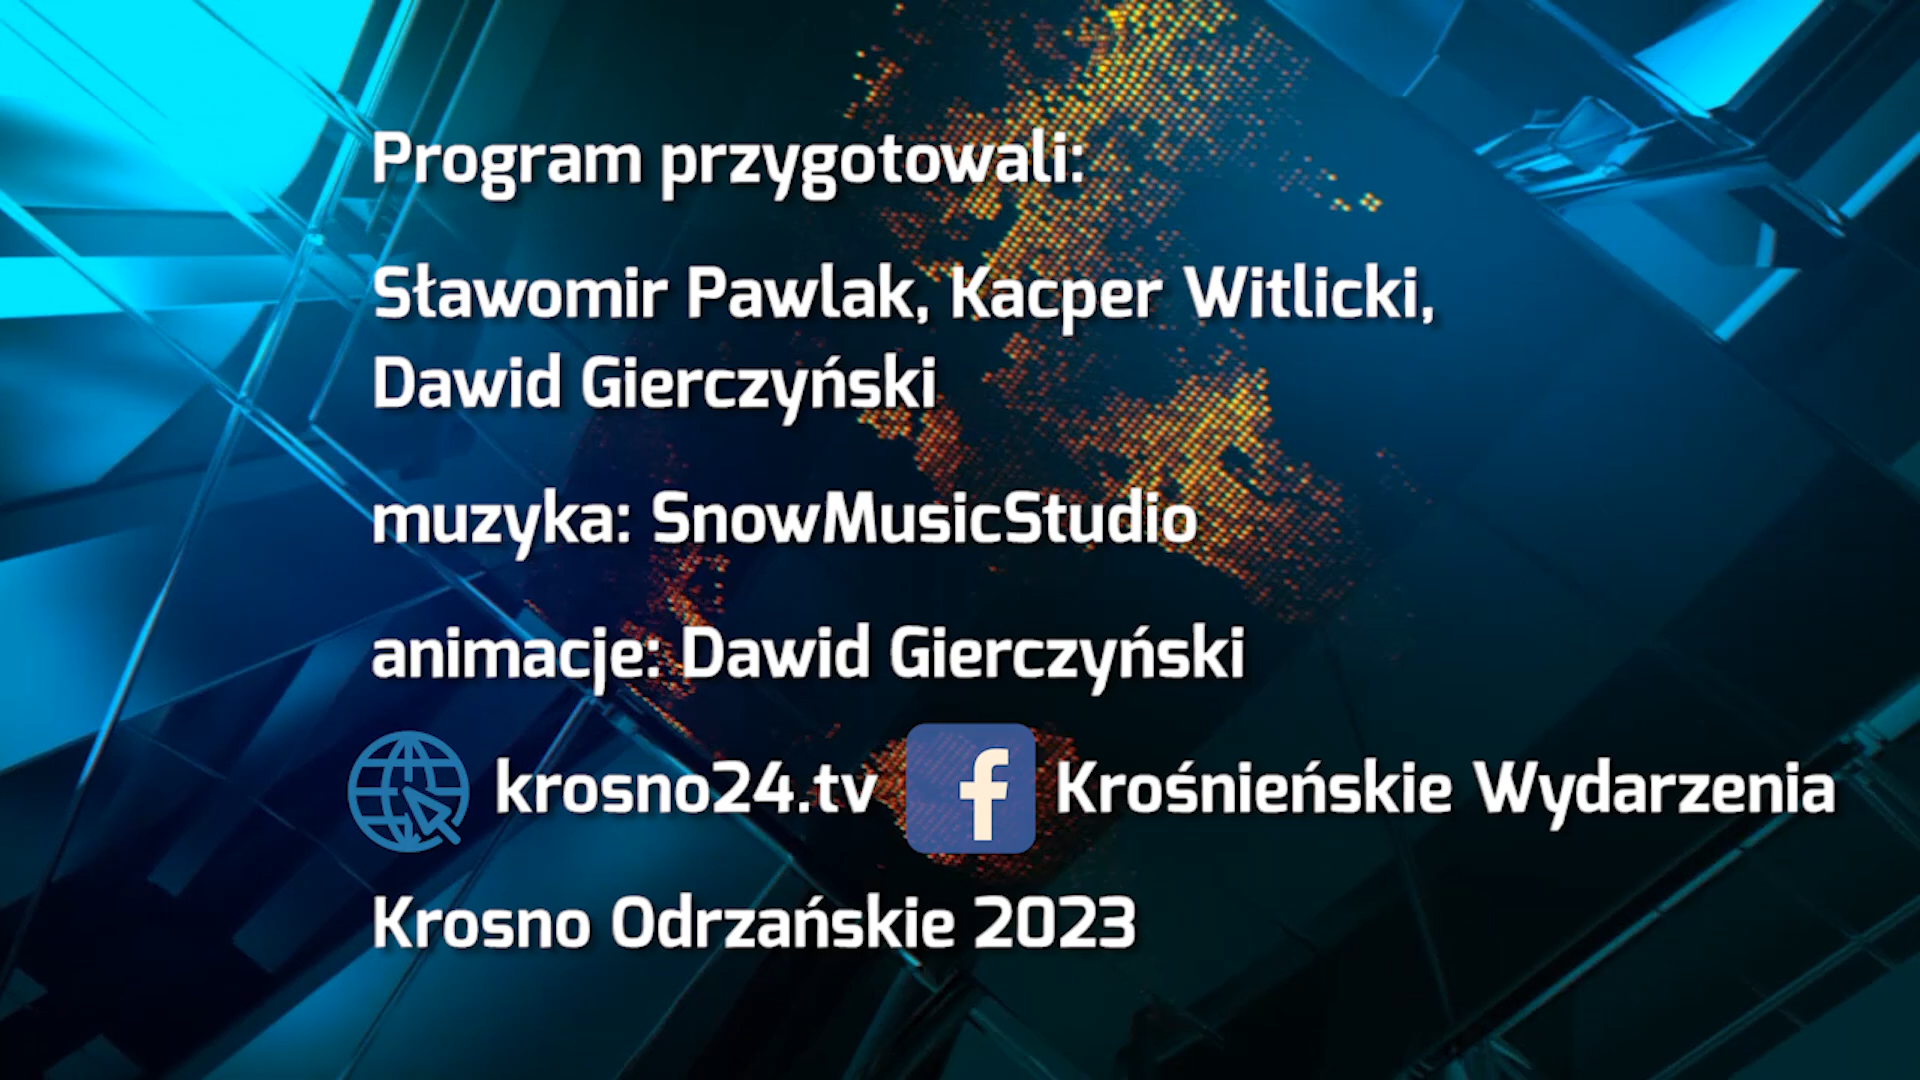 Program przygotowali:
Sławomir Pawlak, Kacper Witlicki,
Dawid Gierczyński
muzyka: SnowMusicStudio
animacje: Dawid Gierczyński
krosno24.tv f Krośnieńskie Wydarzenia
Krosno Odrzańskie 2023